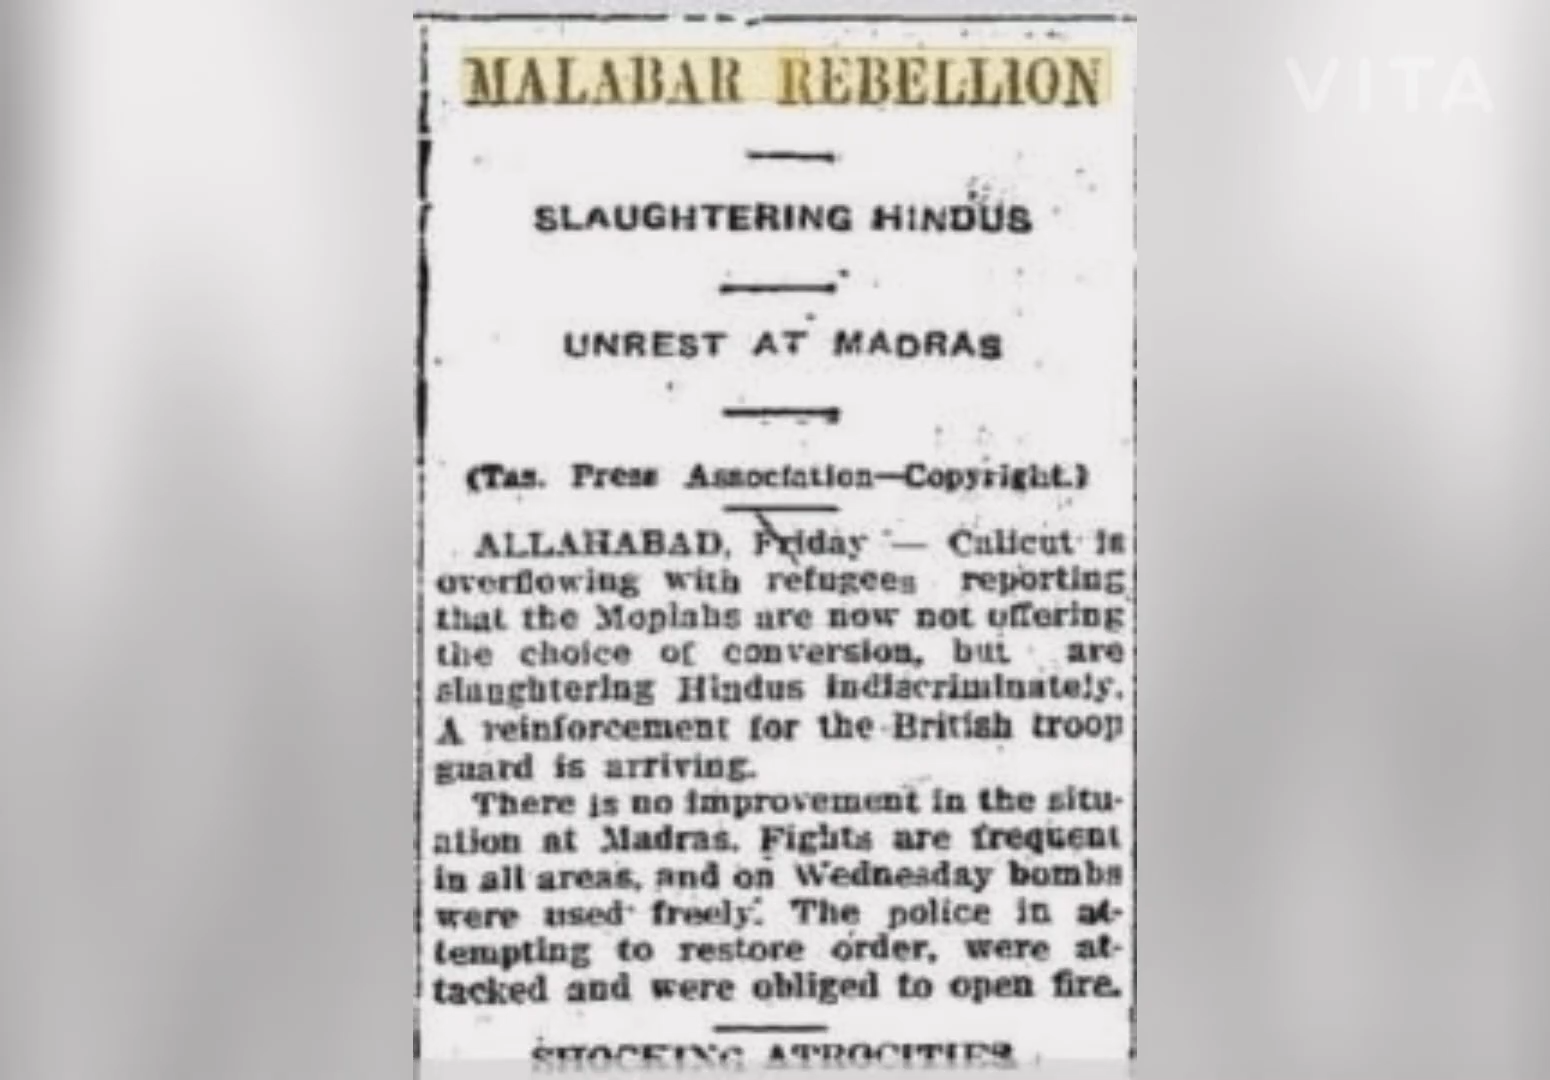 MALABAR REBELLION
VITA
SLAUGHTERING HINDUS
UNREST AT MADRAS
(Tas. Press Association—Copyright.)
ALLAHABAD, Friday — Calicut is
overflowing with refugees reporting
that the Moplahs are now not offering
the choice of conversion, but are
slaughtering Hindus indiscriminately.
A reinforcement for the British troop
guard is arriving.
There is no improvement in the situ-
ation at Madras. Fights are frequent
in all areas, and on Wednesday bombs
were used freely. The police in at-
tempting to restore order, were at-
tacked and were obliged to open fire.
SHOCKING ATROCITIES